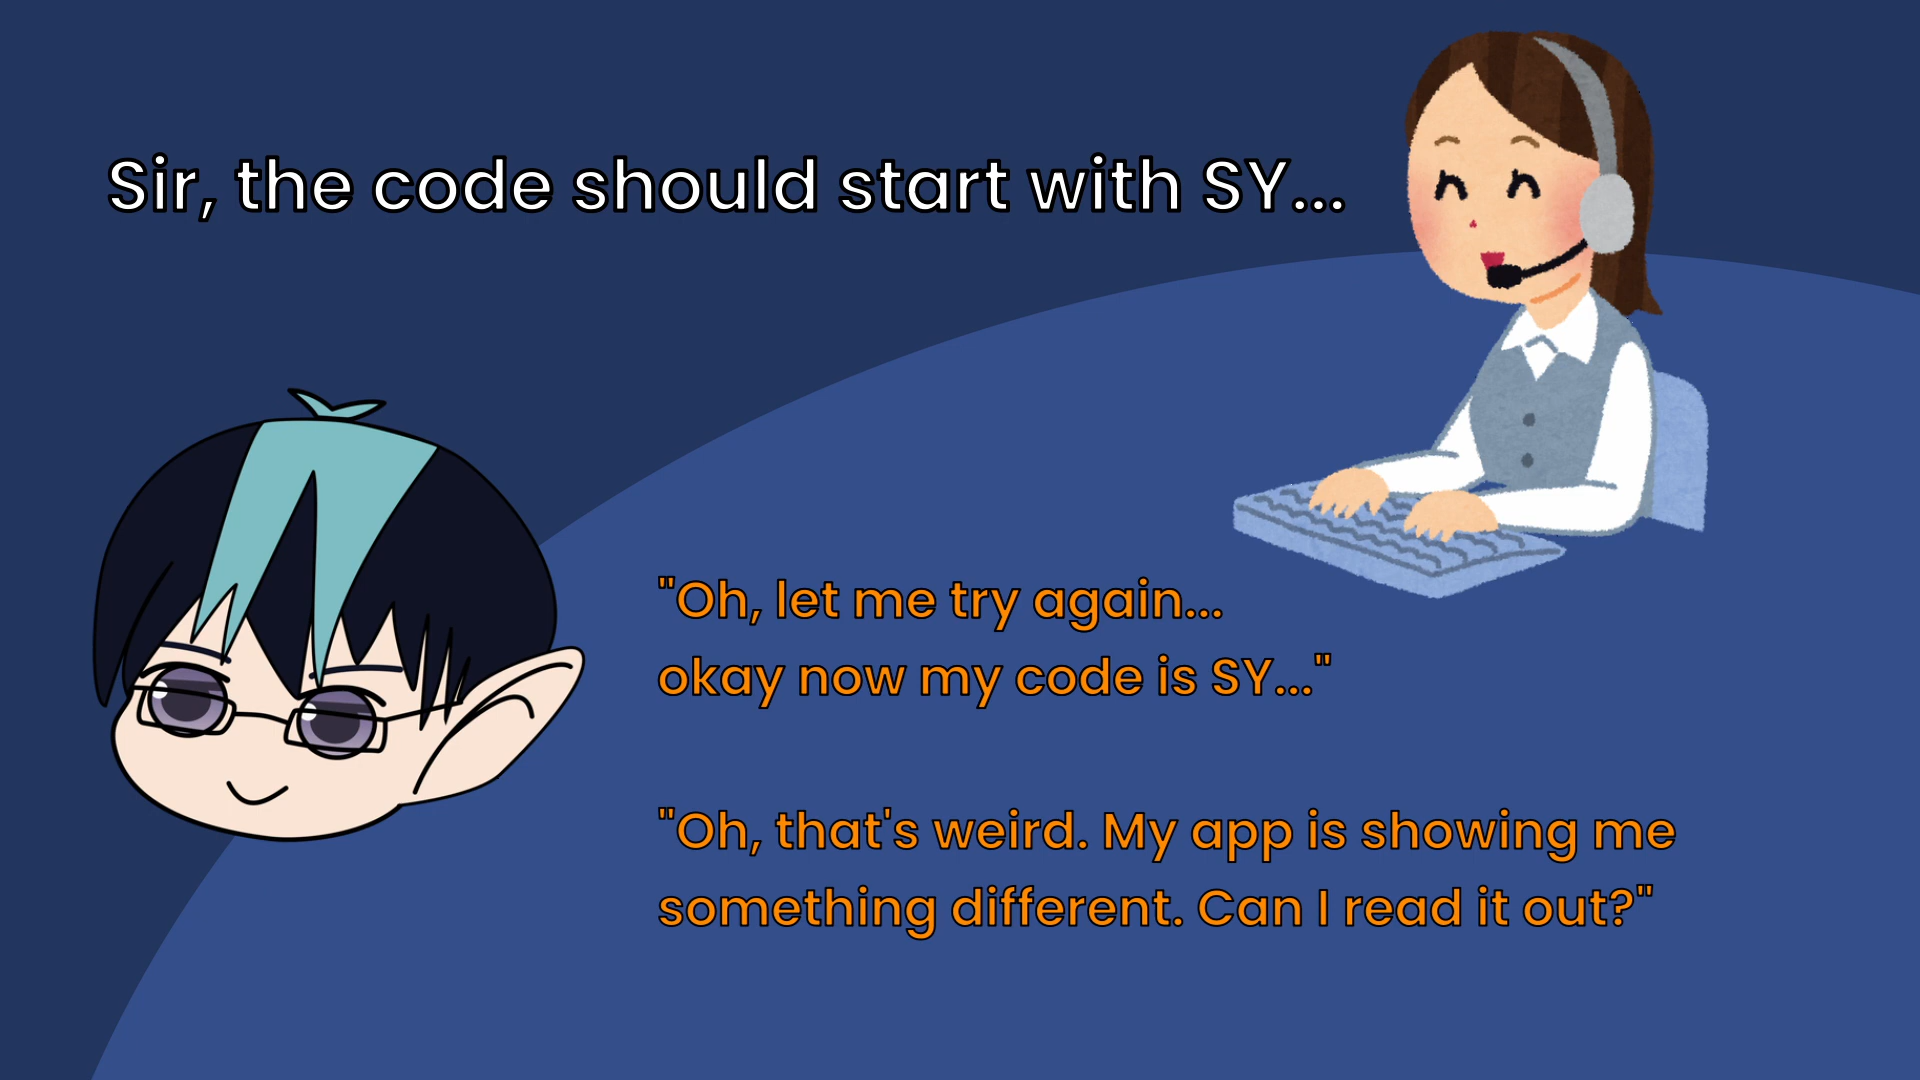 Sir, the code should start with SY...
"Oh, let me try again...
okay now my code is SY..."
"Oh, that's weird. My app is showing me
something different. Can I read it out?"